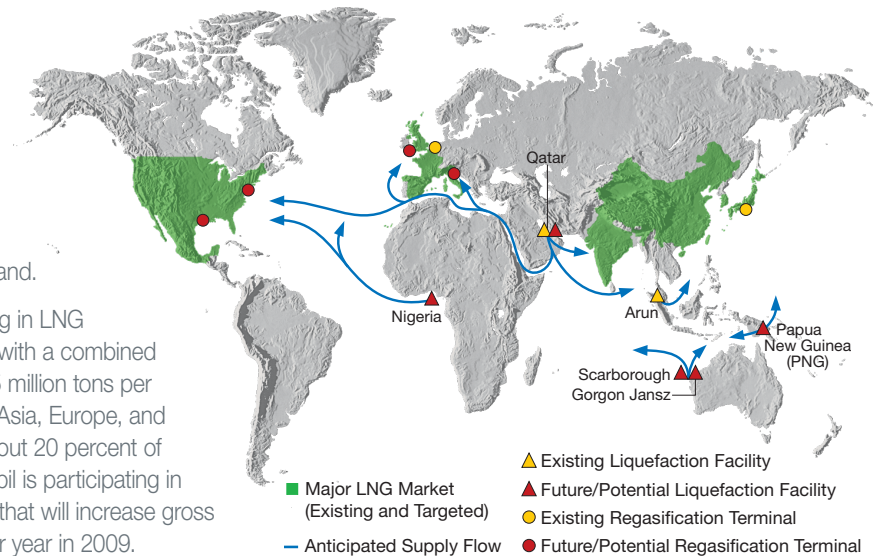 and.
g in LNG
with a combined
million tons per
Asia, Europe, and
out 20 percent of
oil is participating in
that will increase gross
r year in 2009.
Qatar
Nigeria
Arun
Papua
New Guinea
(PNG)
Scarborough
Gorgon Jansz
Major LNG Market
(Existing and Targeted)
Anticipated Supply Flow
Existing Liquefaction Facility
Future/Potential Liquefaction Facility
Existing Regasification Terminal
Future/Potential Regasification Terminal